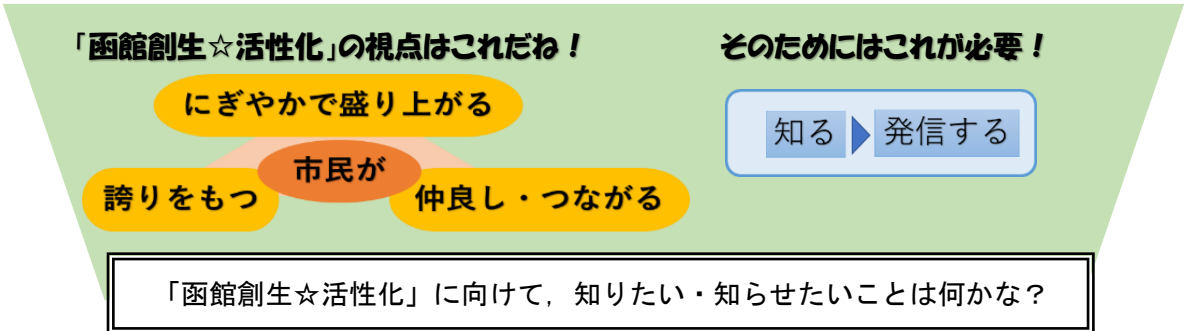 「函館創生☆活性化」の視点はこれだね！
にぎやかで盛り上がる
市民が
誇りをもつ
仲良し・つながる
そのためにはこれが必要！
知る
発信する
「函館創生☆活性化」に向けて，知りたい・知らせたいことは何かな？